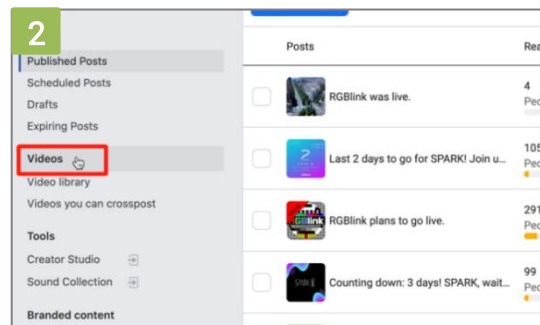 2
Published Posts
Scheduled Posts
Drafts
Expiring Posts
Videos
Video library
Videos you can crosspost
Tools
Creator Studio
Sound Collection
Branded content
Posts
RGBlink was live.
4
Last 2 days to go for SPARK! Join u...
105
RGBlink plans to go live.
291
Counting down: 3 days! SPARK, wait...
99